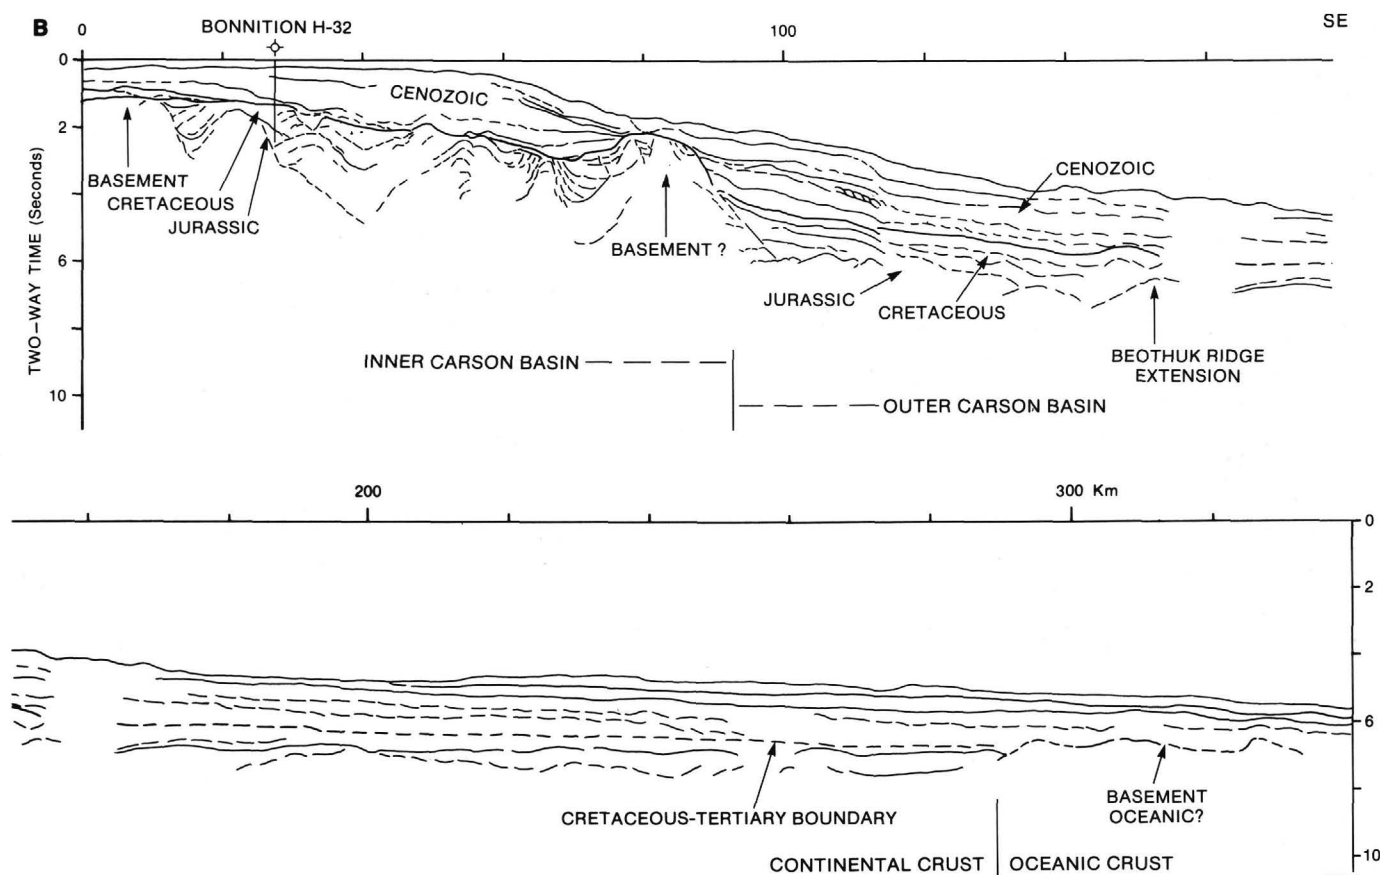 B
0
BONNITION H-32
100
SE
0
2
6
10
TWO-WAY TIME (Seconds)
CENOZOIC
CENOZOIC
BASEMENT
CRETACEOUS
JURASSIC
BASEMENT ?
JURASSIC
CRETACEOUS
BEOTHUK RIDGE
EXTENSION
INNER CARSON BASIN
OUTER CARSON BASIN
200
300 Km
0
2
6
10
CRETACEOUS-TERTIARY BOUNDARY
BASEMENT
OCEANIC?
CONTINENTAL CRUST
OCEANIC CRUST